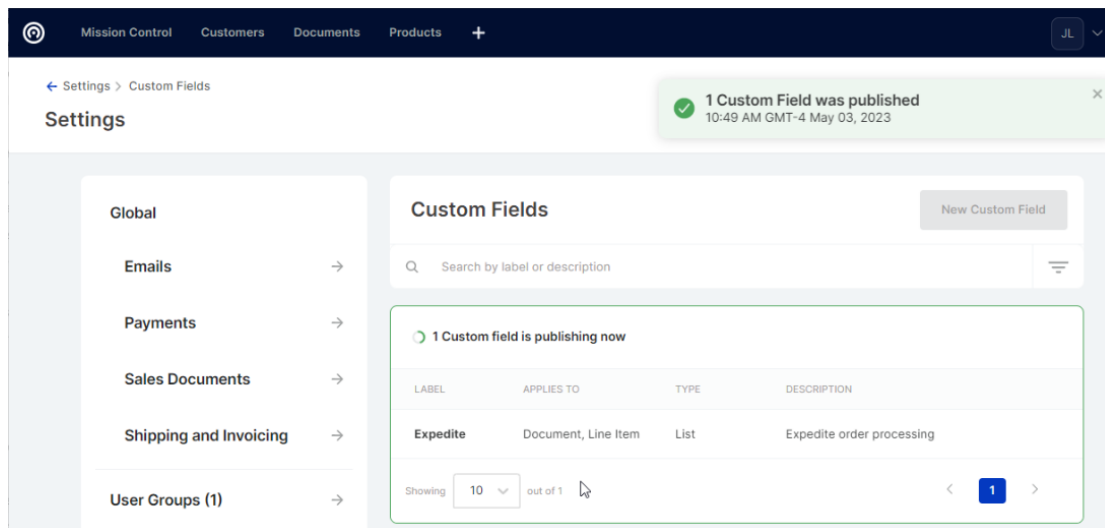 Mission Control Customers Documents Products + JL
← Settings > Custom Fields
Settings
1 Custom Field was published
10:49 AM GMT-4 May 03, 2023
Global
Emails
Payments
Sales Documents
Shipping and Invoicing
User Groups (1)
Custom Fields
New Custom Field
Search by label or description
1 Custom field is publishing now
LABEL APPLIES TO TYPE DESCRIPTION
Expedite Document, Line Item List Expedite order processing
Showing 10 out of 1 < 1 >